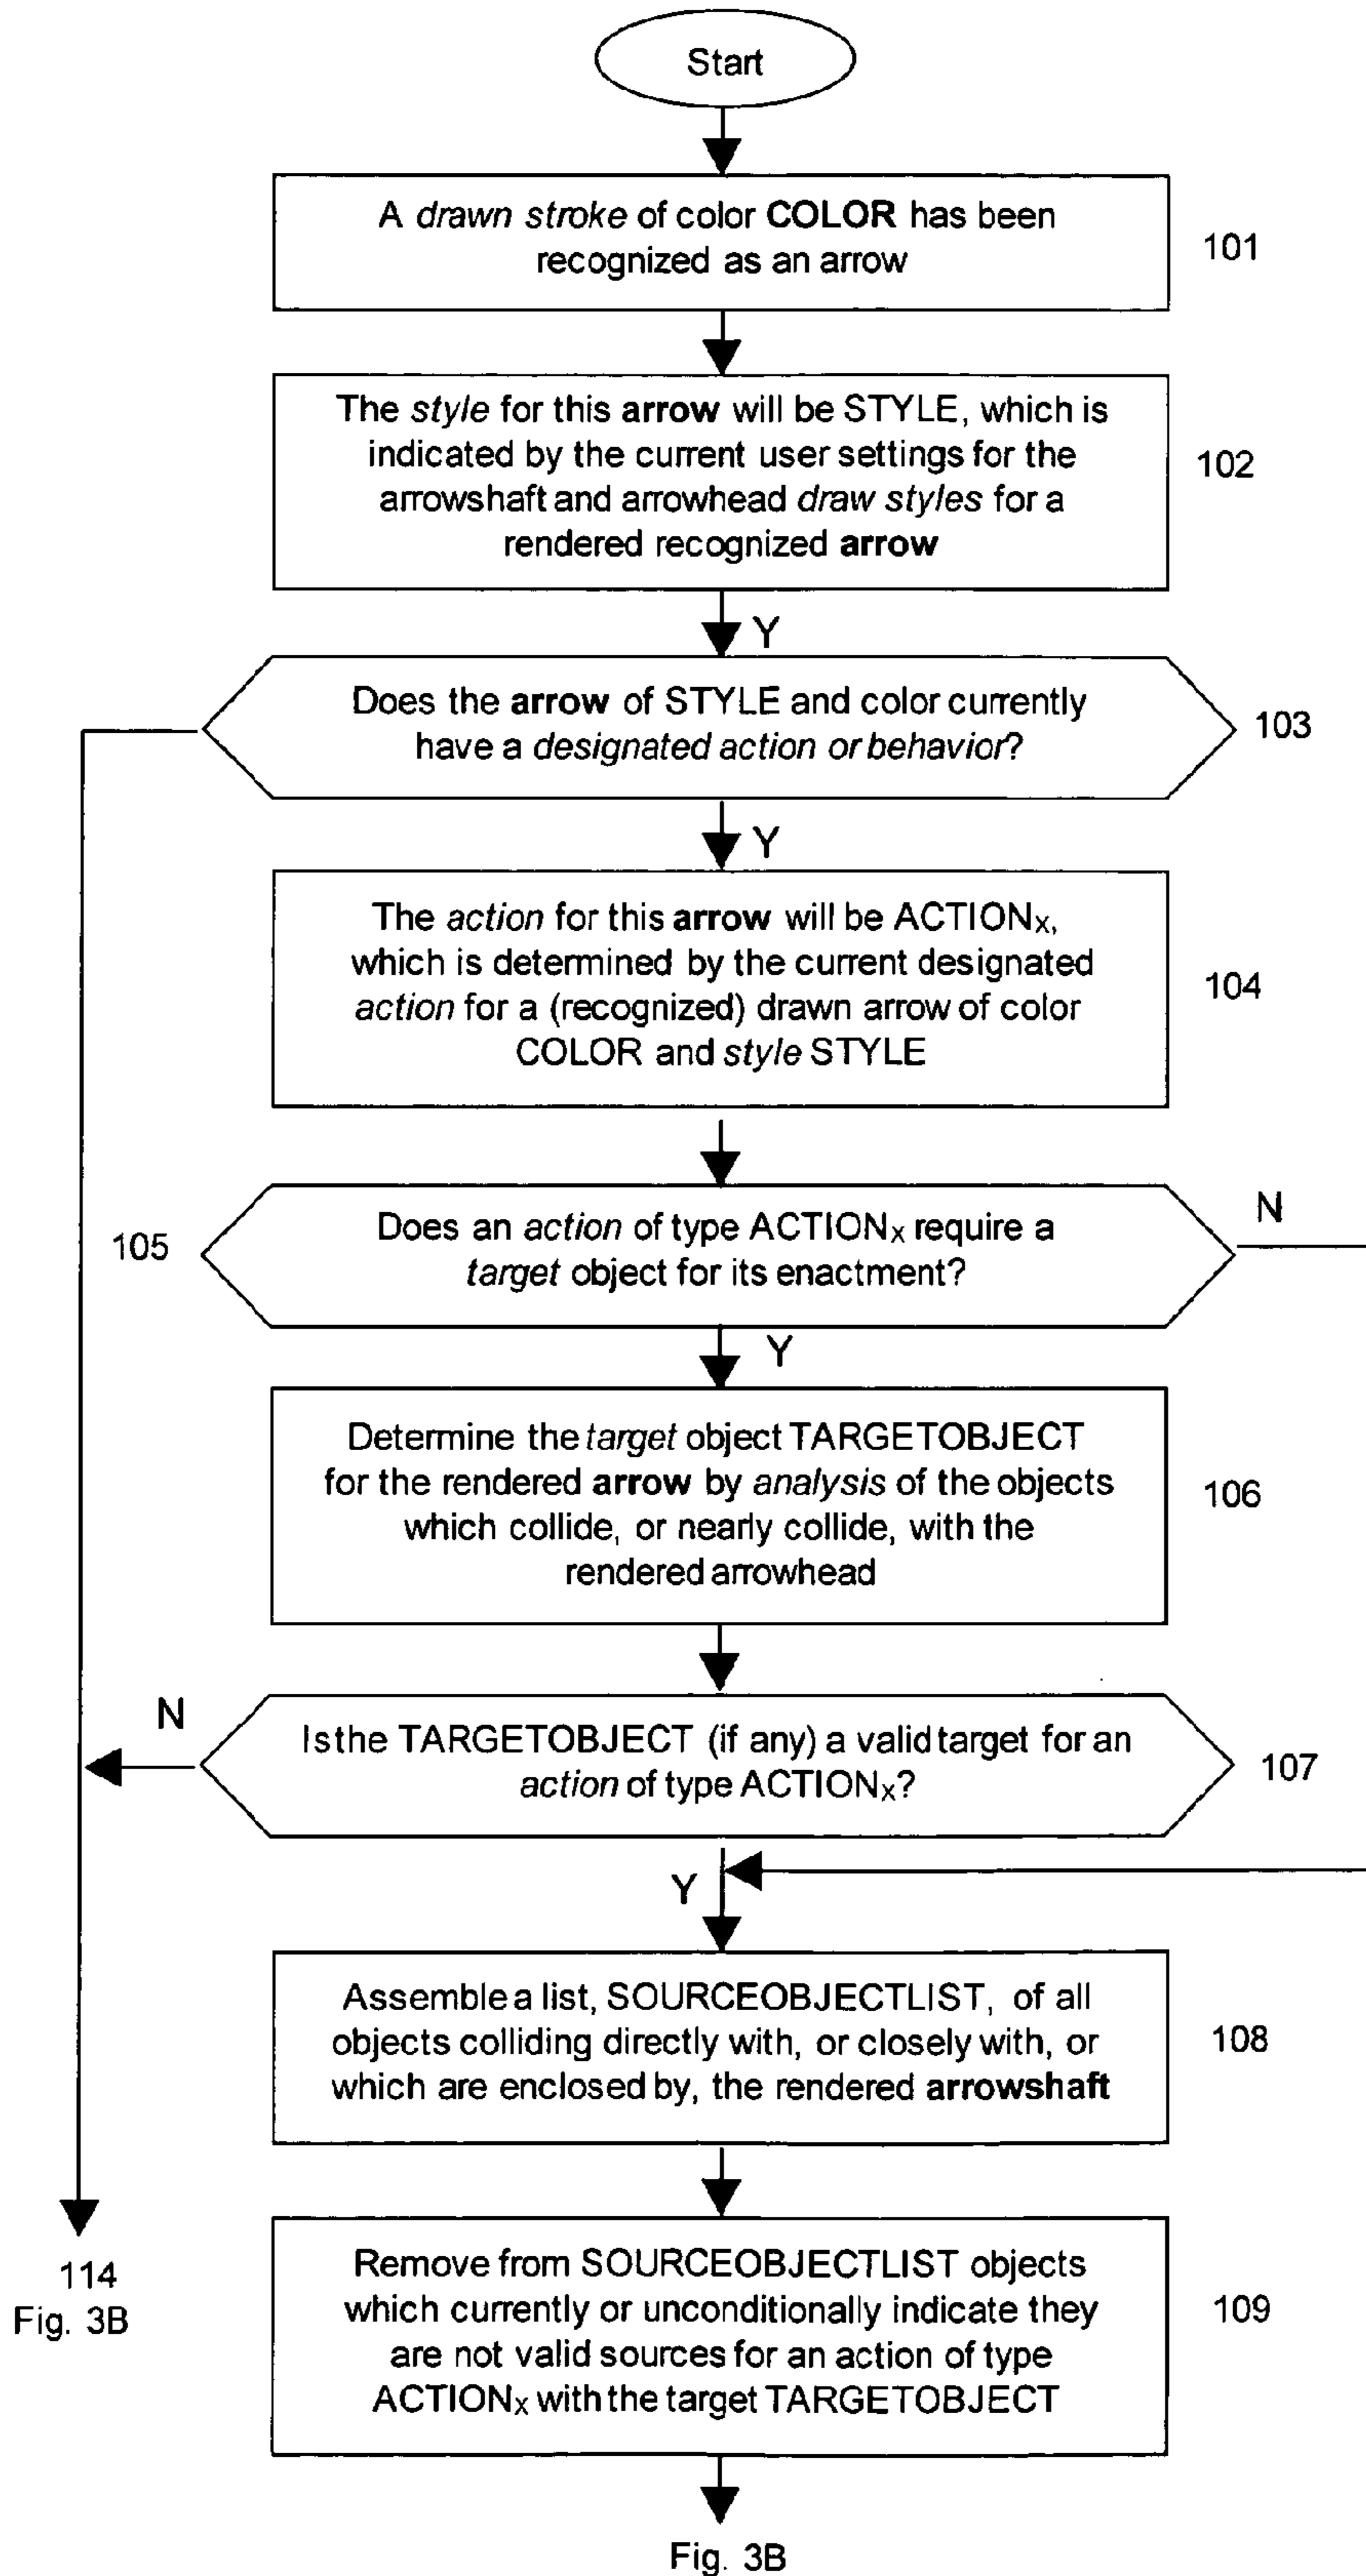 Start
A drawn stroke of color COLOR has been
recognized as an arrow
101
The style for this arrow will be STYLE, which is
indicated by the current user settings for the
arrowshaft and arrowhead draw styles for a
rendered recognized arrow
102
Y
Does the arrow of STYLE and color currently
have a designated action or behavior?
103
Y
The action for this arrow will be ACTIONX,
which is determined by the current designated
action for a (recognized) drawn arrow of color
COLOR and style STYLE
104
105
Does an action of type ACTIONX require a
target object for its enactment?
N
Y
Determine the target object TARGETOBJECT
for the rendered arrow by analysis of the objects
which collide, or nearly collide, with the
rendered arrowhead
106
N
Is the TARGETOBJECT (if any) a valid target for an
action of type ACTIONX?
107
Y
Assemble a list, SOURCEOBJECTLIST, of all
objects colliding directly with, or closely with, or
which are enclosed by, the rendered arrowshaft
108
Remove from SOURCEOBJECTLIST objects
which currently or unconditionally indicate they
are not valid sources for an action of type
ACTIONX with the target TARGETOBJECT
109
114
Fig. 3B
Fig. 3B